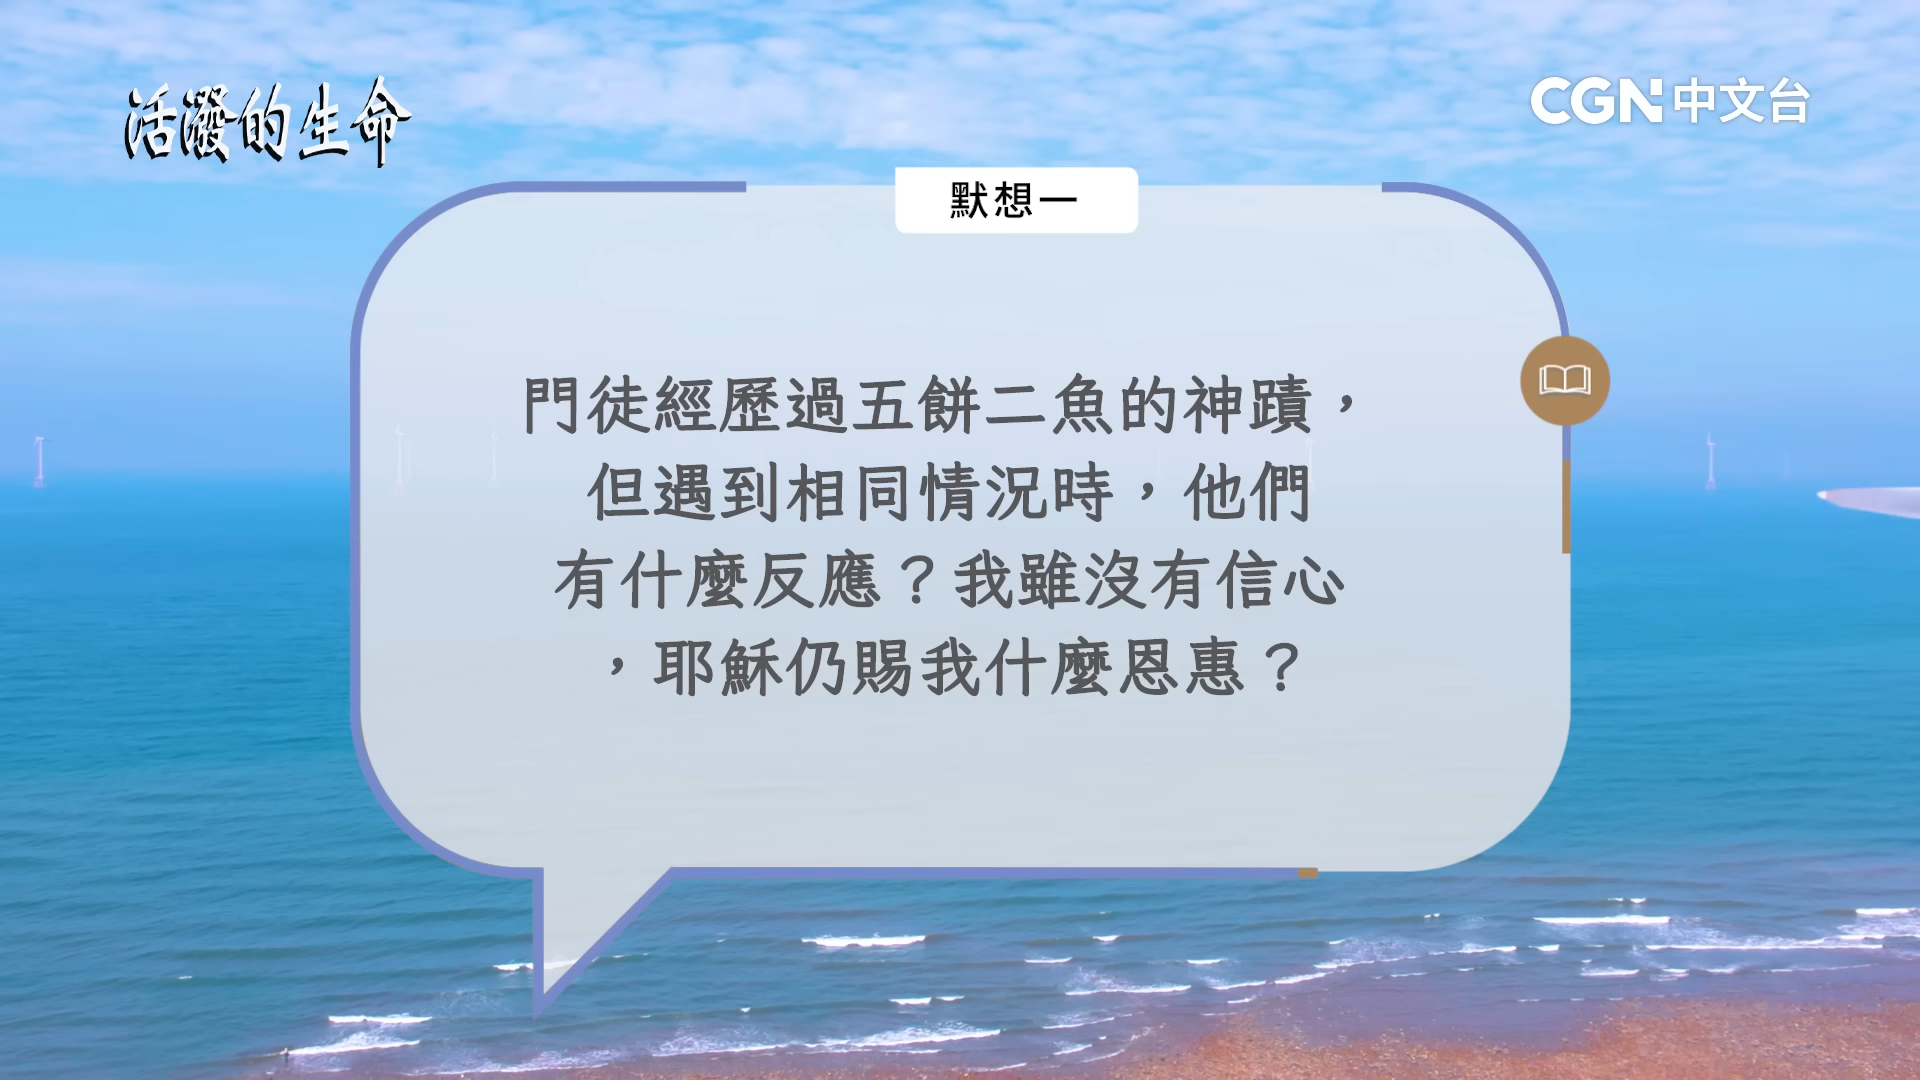 活潑的生命
CGN中文台
默想一
門徒經歷過五餅二魚的神蹟，
但遇到相同情況時，他們
有什麼反應？我雖沒有信心
，耶穌仍賜我什麼恩惠？